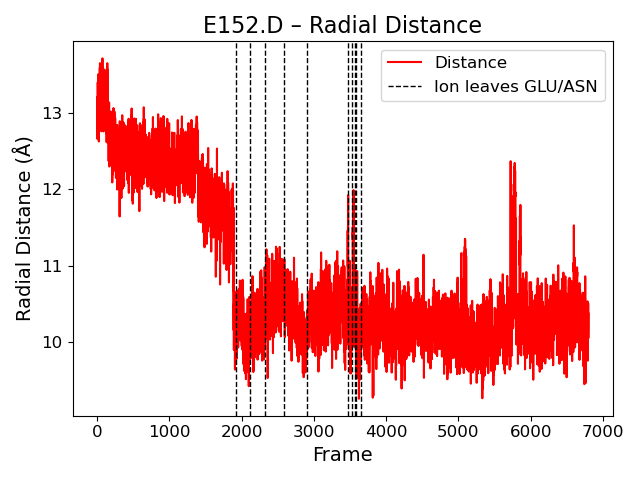 E152.D – Radial Distance
Distance
Ion leaves GLU/ASN
Radial Distance (Å)
13
12
11
10
0 1000 2000 3000 4000 5000 6000 7000
Frame